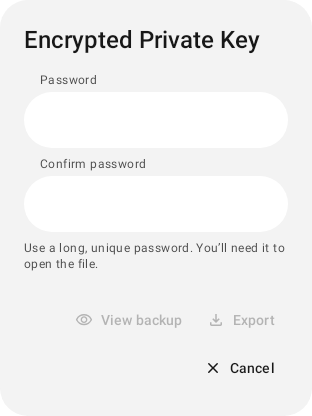 Encrypted Private Key
Password
Confirm password
Use a long, unique password. You’ll need it to
open the file.
View backup Export
Cancel